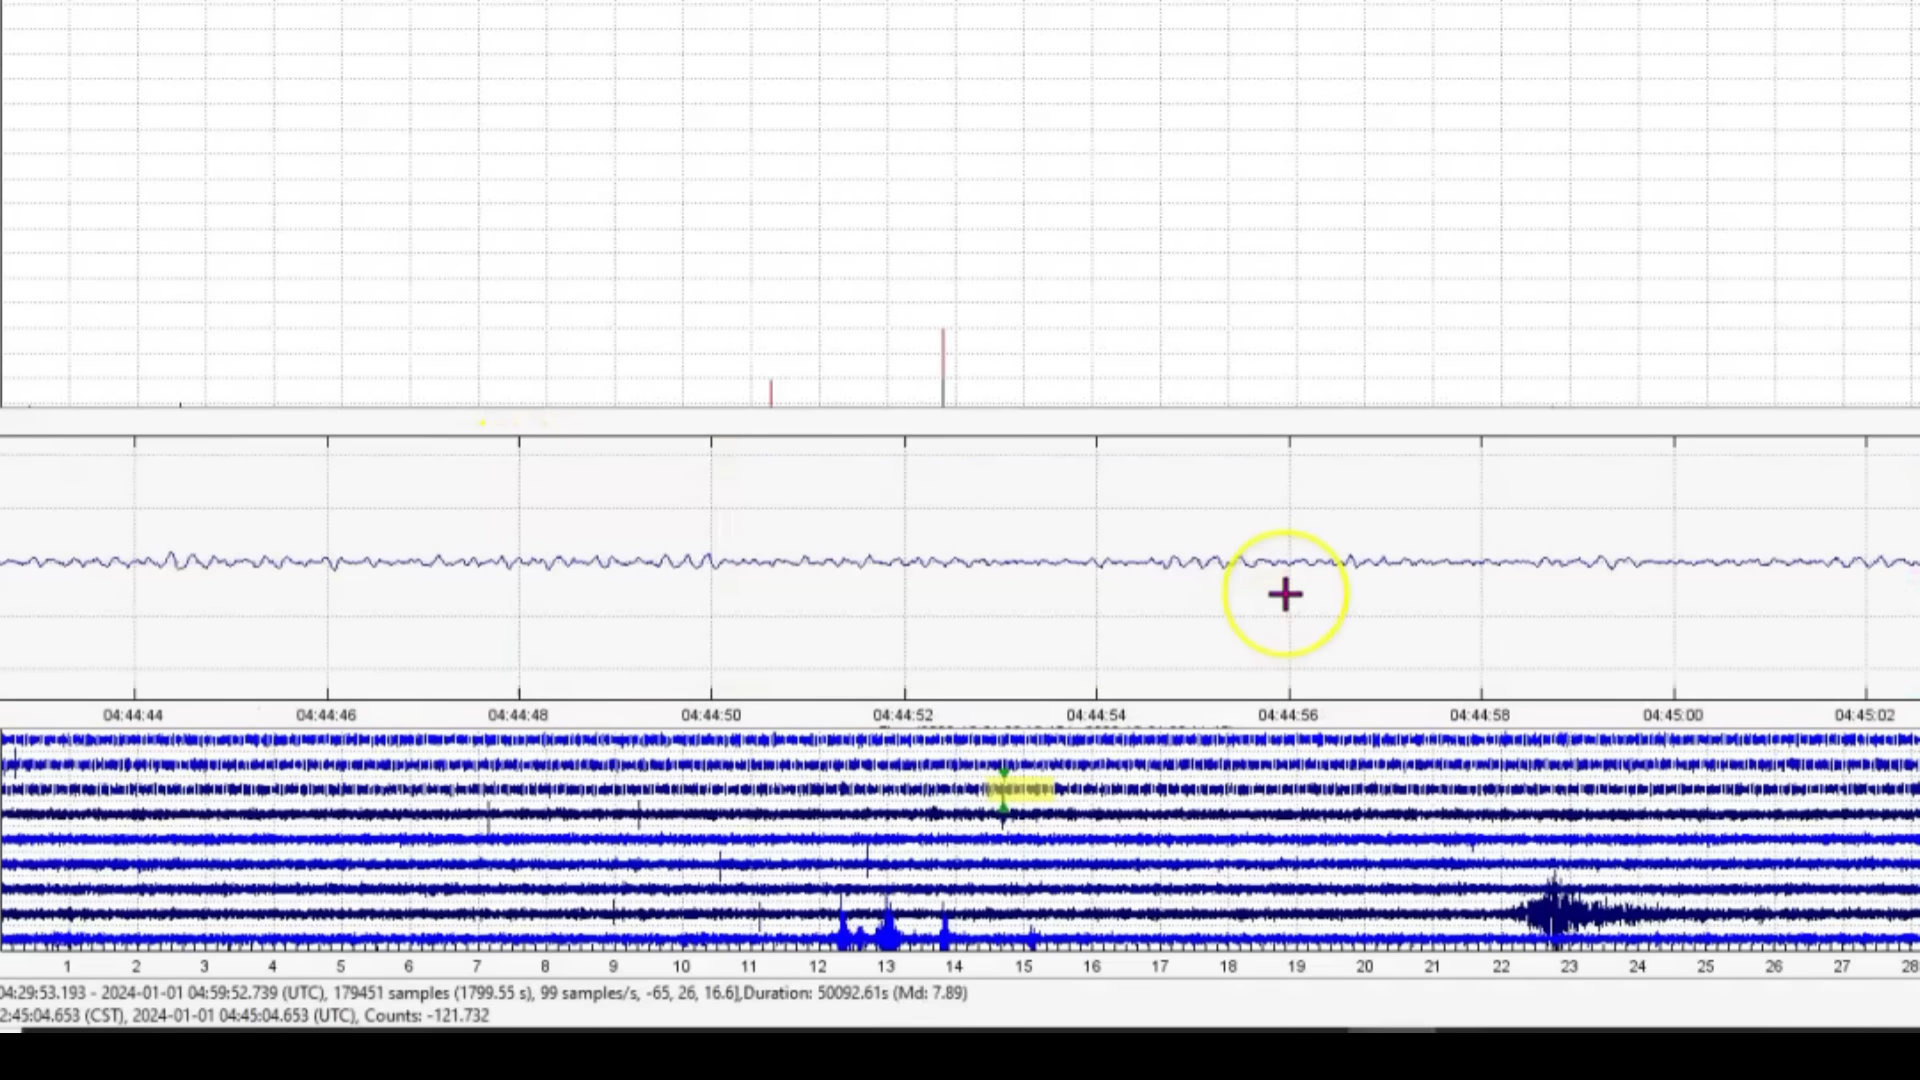 04:44:44 04:44:46 04:44:48 04:44:50 04:44:52 04:44:54 04:44:56 04:44:58 04:45:00 04:45:02
1 2 3 4 5 6 7 8 9 10 11 12 13 14 15 16 17 18 19 20 21 22 23 24 25 26 27 28
04:29:53.193 - 2024-01-01 04:59:52.739 (UTC), 179451 samples (1799.55 s), 99 samples/s, -65, 26, 16.6],Duration: 50092.61s (Md: 7.89)
2:45:04.653 (CST), 2024-01-01 04:45:04.653 (UTC), Counts: -121.732